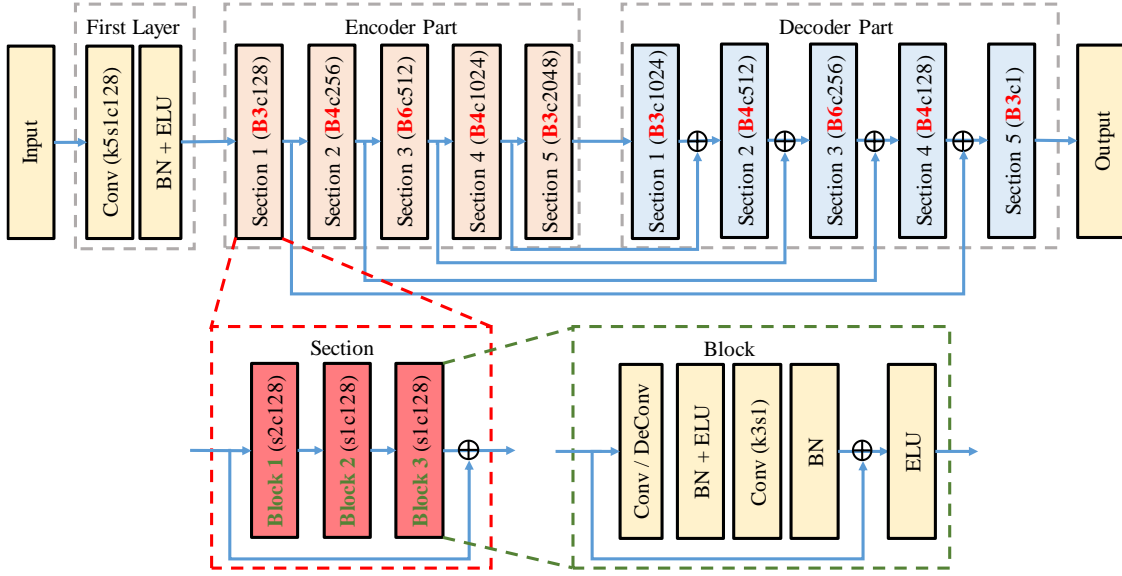 First Layer
Encoder Part
Decoder Part
Input
Conv (k5s1c128)
BN + ELU
Section 1 (B3c128)
Section 2 (B4c256)
Section 3 (B6c512)
Section 4 (B4c1024)
Section 5 (B3c2048)
Section 1 (B3c1024)
Section 2 (B4c512)
Section 3 (B6c256)
Section 4 (B4c128)
Section 5 (B3c1)
Output
Section
Block 1 (s2c128)
Block 2 (s1c128)
Block 3 (s1c128)
Block
Conv / DeConv
BN + ELU
Conv (k3s1)
BN
ELU